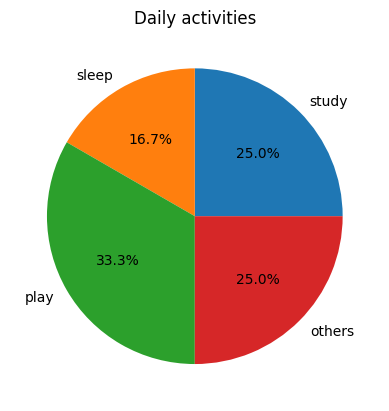 Daily activities
sleep
study
16.7%
25.0%
33.3%
25.0%
play
others